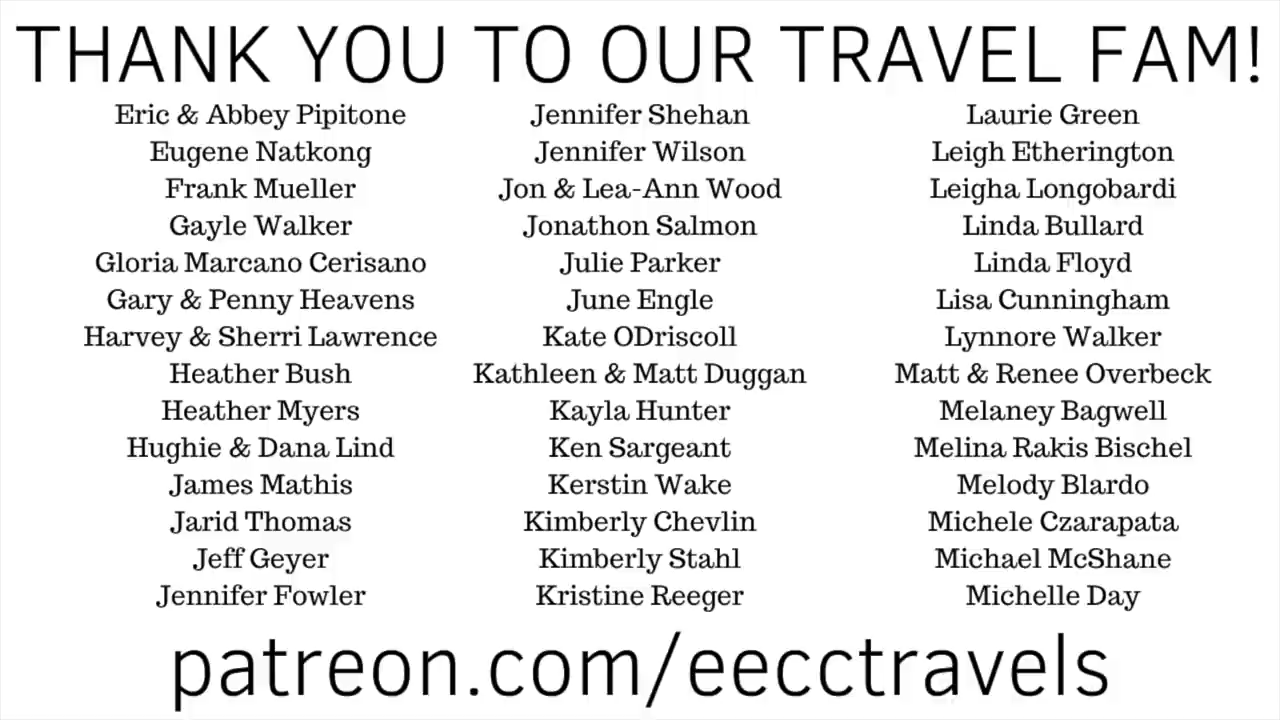 THANK YOU TO OUR TRAVEL FAM!
Eric & Abbey Pipitone
Eugene Natkong
Frank Mueller
Gayle Walker
Gloria Marcano Cerisano
Gary & Penny Heavens
Harvey & Sherri Lawrence
Heather Bush
Heather Myers
Hughie & Dana Lind
James Mathis
Jarid Thomas
Jeff Geyer
Jennifer Fowler
Jennifer Shehan
Jennifer Wilson
Jon & Lea-Ann Wood
Jonathon Salmon
Julie Parker
June Engle
Kate ODriscoll
Kathleen & Matt Duggan
Kayla Hunter
Ken Sargeant
Kerstin Wake
Kimberly Chevlin
Kimberly Stahl
Kristine Reeger
Laurie Green
Leigh Etherington
Leigha Longobardi
Linda Bullard
Linda Floyd
Lisa Cunningham
Lynnore Walker
Matt & Renee Overbeck
Melaney Bagwell
Melina Rakis Bischel
Melody Blardo
Michele Czarapata
Michael McShane
Michelle Day
patreon.com/eecctravels